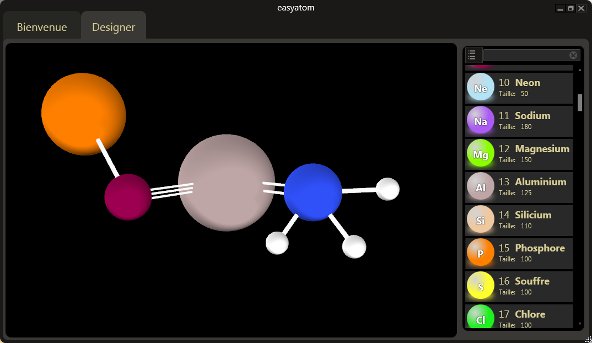 easyatom
Bienvenue
Designer
Ne
10 Neon
Taille: 50
Na
11 Sodium
Taille: 180
Mg
12 Magnesium
Taille: 150
Al
13 Aluminium
Taille: 125
Si
14 Silicium
Taille: 110
P
15 Phosphore
Taille: 100
S
16 Souffre
Taille: 100
Cl
17 Chlore
Taille: 100